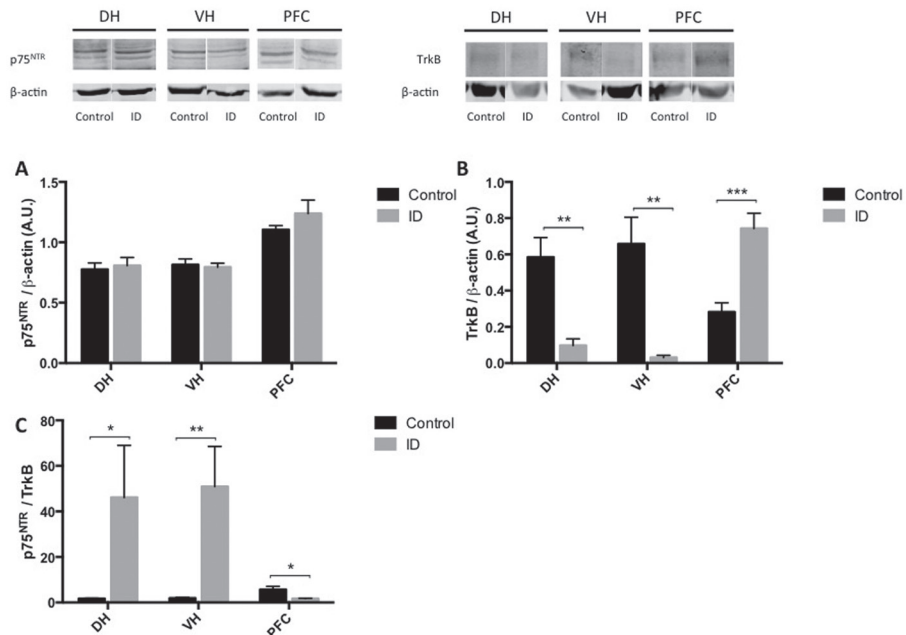 DH VH PFC
p75NTR
β-actin
Control ID Control ID Control ID
DH VH PFC
TrkB
β-actin
Control ID Control ID Control ID
A
p75NTR / β-actin (A.U.)
1.5
1.0
0.5
0.0
DH VH PFC
Control
ID
B
TrkB / β-actin (A.U.)
1.0
0.8
0.6
0.4
0.2
0.0
** ** ***
DH VH PFC
Control
ID
C
p75NTR / TrkB
80
60
40
20
0
* ** *
DH VH PFC
Control
ID